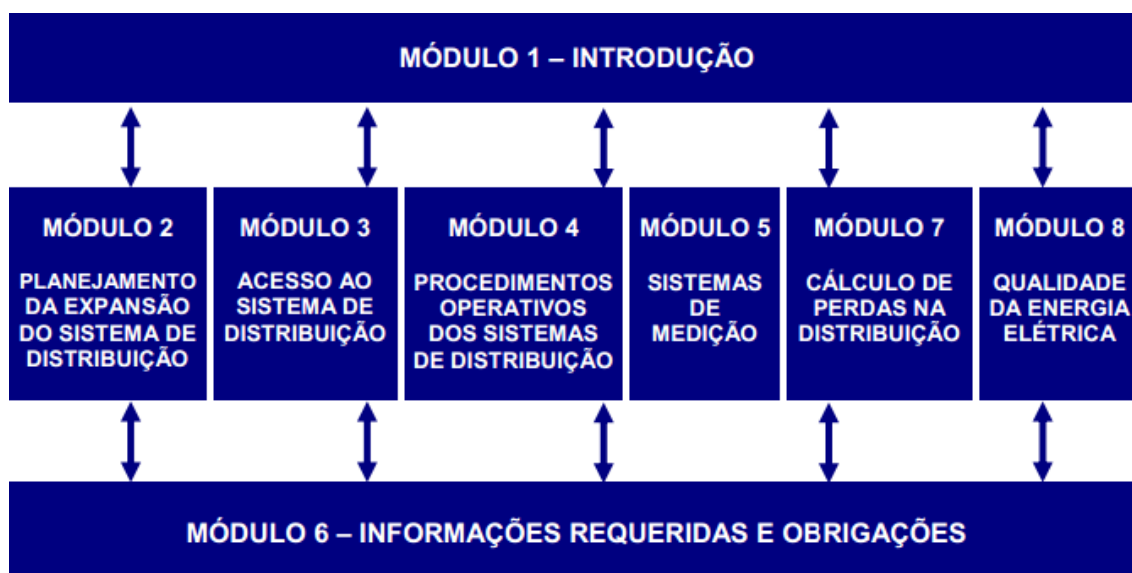 MÓDULO 1 – INTRODUÇÃO
MÓDULO 2
PLANEJAMENTO
DA EXPANSÃO
DO SISTEMA DE
DISTRIBUIÇÃO
MÓDULO 3
ACESSO AO
SISTEMA DE
DISTRIBUIÇÃO
MÓDULO 4
PROCEDIMENTOS
OPERATIVOS
DOS SISTEMAS
DE DISTRIBUIÇÃO
MÓDULO 5
SISTEMAS
DE
MEDIÇÃO
MÓDULO 7
CÁLCULO DE
PERDAS NA
DISTRIBUIÇÃO
MÓDULO 8
QUALIDADE
DA ENERGIA
ELÉTRICA
MÓDULO 6 – INFORMAÇÕES REQUERIDAS E OBRIGAÇÕES